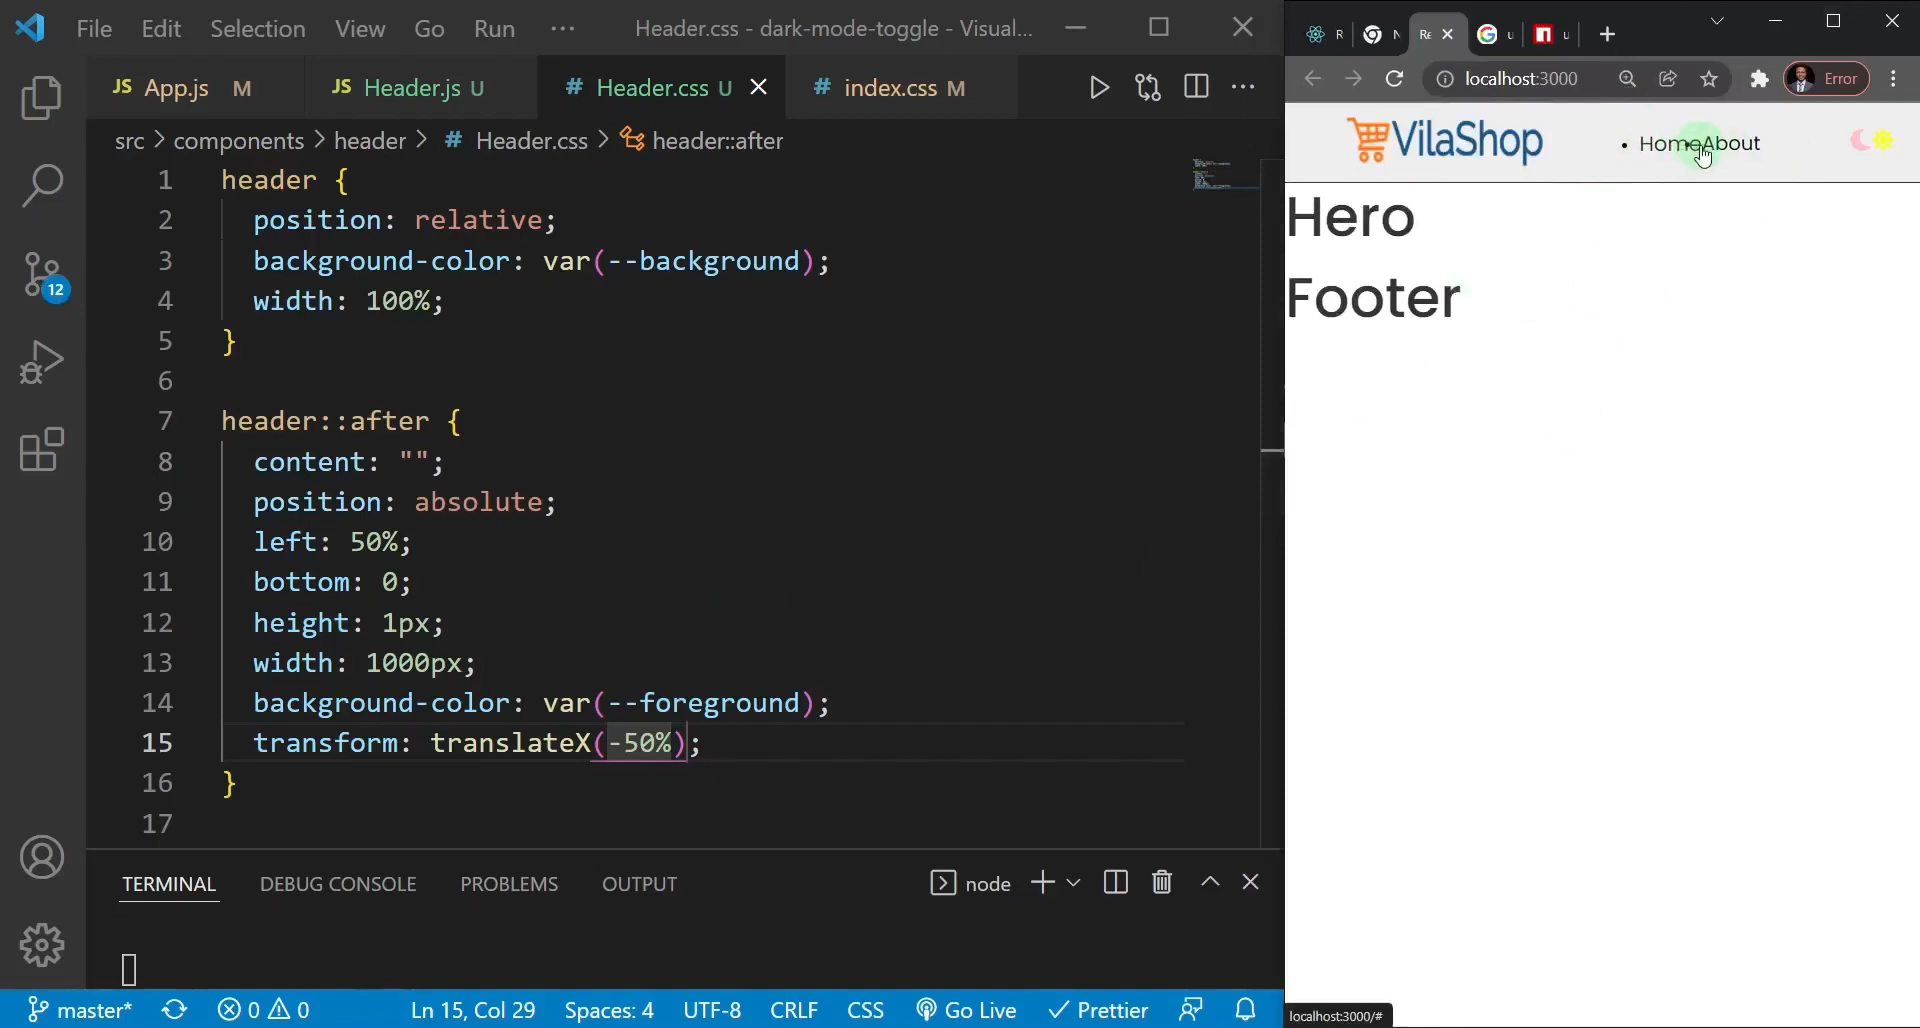 File Edit Selection View Go Run ··· Header.css - dark-mode-toggle - Visual...
JS App.js M JS Header.js U # Header.css U # index.css M
src > components > header > # Header.css > header::after
1 header {
2 position: relative;
3 background-color: var(--background);
4 width: 100%;
5 }
6
7 header::after {
8 content: "";
9 position: absolute;
10 left: 50%;
11 bottom: 0;
12 height: 1px;
13 width: 1000px;
14 background-color: var(--foreground);
15 transform: translateX(-50%);
16 }
17
12
TERMINAL DEBUG CONSOLE PROBLEMS OUTPUT node
master* 0 0 Ln 15, Col 29 Spaces: 4 UTF-8 CRLF CSS Go Live Prettier
R N Re u u
localhost:3000 Error
VilaShop • Home • About
Hero
Footer
localhost:3000/#